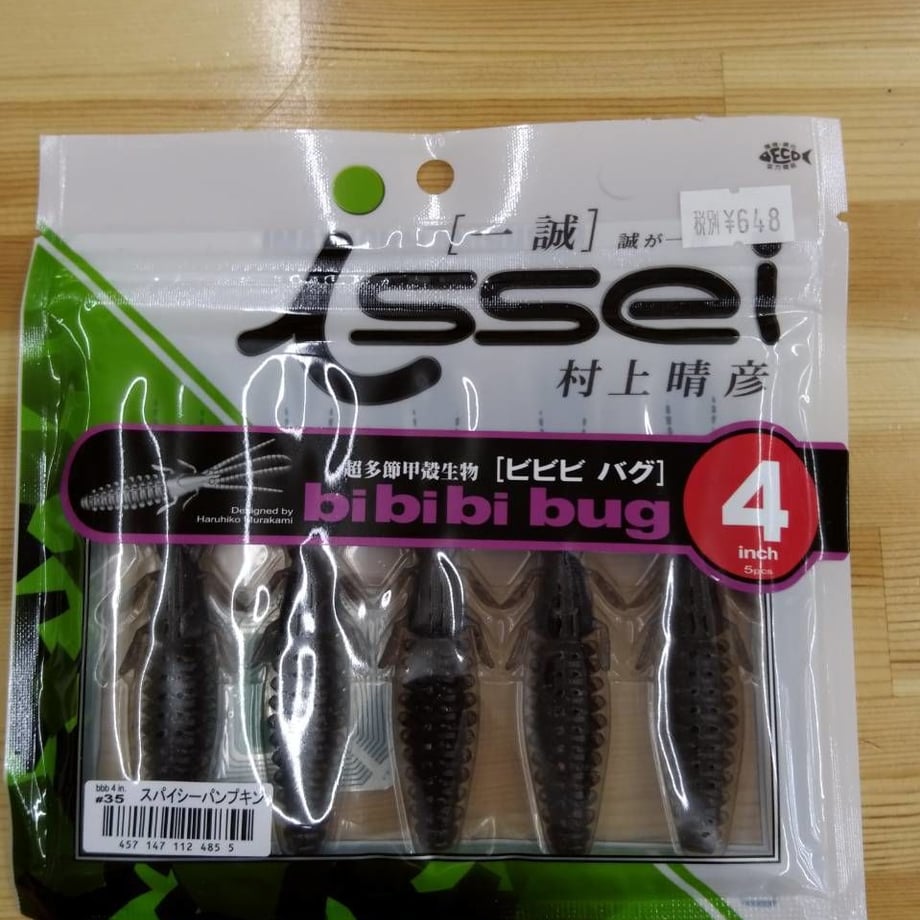 ECO
[一誠] 誠が一
税別 ¥648
issei
村上晴彦
超多節甲殻生物 [ビビビ バグ]
bibibi bug
Designed by
Haruhiko Murakami
4
inch
5pcs
bbb 4 in.
#35 スパイシーパンプキン
457 147 112 485 5